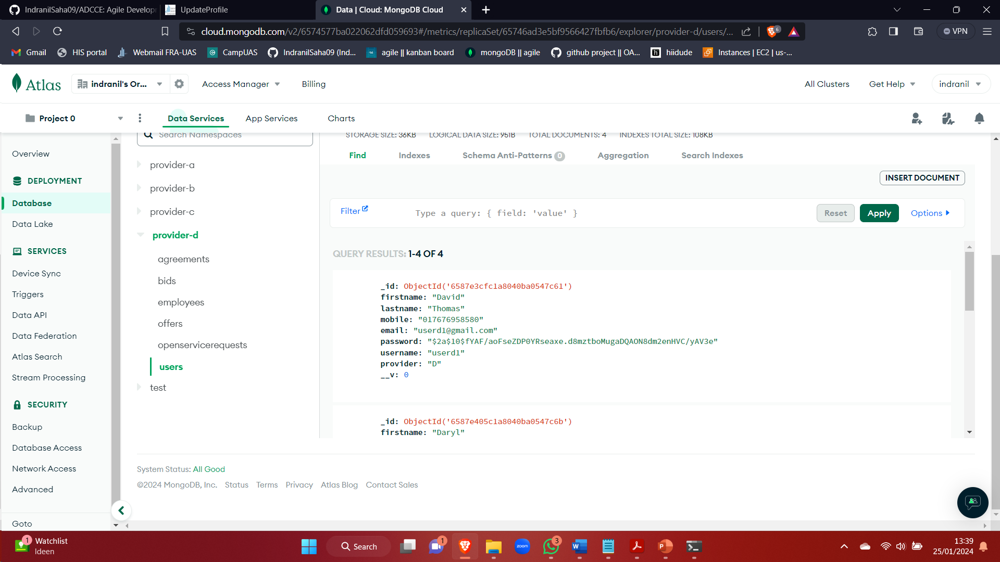 IndranilSaha09/ADCCE: Agile Develop
UpdateProfile
Data | Cloud: MongoDB Cloud
cloud.mongodb.com/v2/6574577ba022062dfd059693#/metrics/replicaSet/65746ad3e5bf9566427fbfb6/explorer/provider-d/users/...
6
VPN
Gmail
HIS portal
Webmail FRA-UAS
CampUAS
IndranilSaha09 (Ind...
agile || kanban board
mongoDB || agile
github project || OA...
hiidude
Instances | EC2 | us-...
Atlas
indranil's Or...
Access Manager
Billing
All Clusters
Get Help
indranil
Project 0
Data Services
App Services
Charts
Overview
DEPLOYMENT
Database
Data Lake
SERVICES
Device Sync
Triggers
Data API
Data Federation
Atlas Search
Stream Processing
SECURITY
Backup
Database Access
Network Access
Advanced
Goto
Search Namespaces
provider-a
provider-b
provider-c
provider-d
agreements
bids
employees
offers
openservicerequests
users
test
STORAGE SIZE: 36KB LOGICAL DATA SIZE: 951B TOTAL DOCUMENTS: 4 INDEXES TOTAL SIZE: 108KB
Find
Indexes
Schema Anti-Patterns 0
Aggregation
Search Indexes
INSERT DOCUMENT
Filter
Type a query: { field: 'value' }
Reset
Apply
Options
QUERY RESULTS: 1-4 OF 4
_id: ObjectId('6587e3cfc1a8040ba0547c61')
firstname: "David"
lastname: "Thomas"
mobile: "017676958580"
email: "userd1@gmail.com"
password: "$2a$10$fYAF/aoFseZDP0YRseaxe.d8mztboMugaDQAON8dm2enHVC/yAV3e"
username: "userd1"
provider: "D"
__v: 0
_id: ObjectId('6587e405c1a8040ba0547c6b')
firstname: "Daryl"
System Status: All Good
©2024 MongoDB, Inc. Status Terms Privacy Atlas Blog Contact Sales
1
Watchlist
Ideen
Search
1
zoom
3
W
P
13:39
25/01/2024